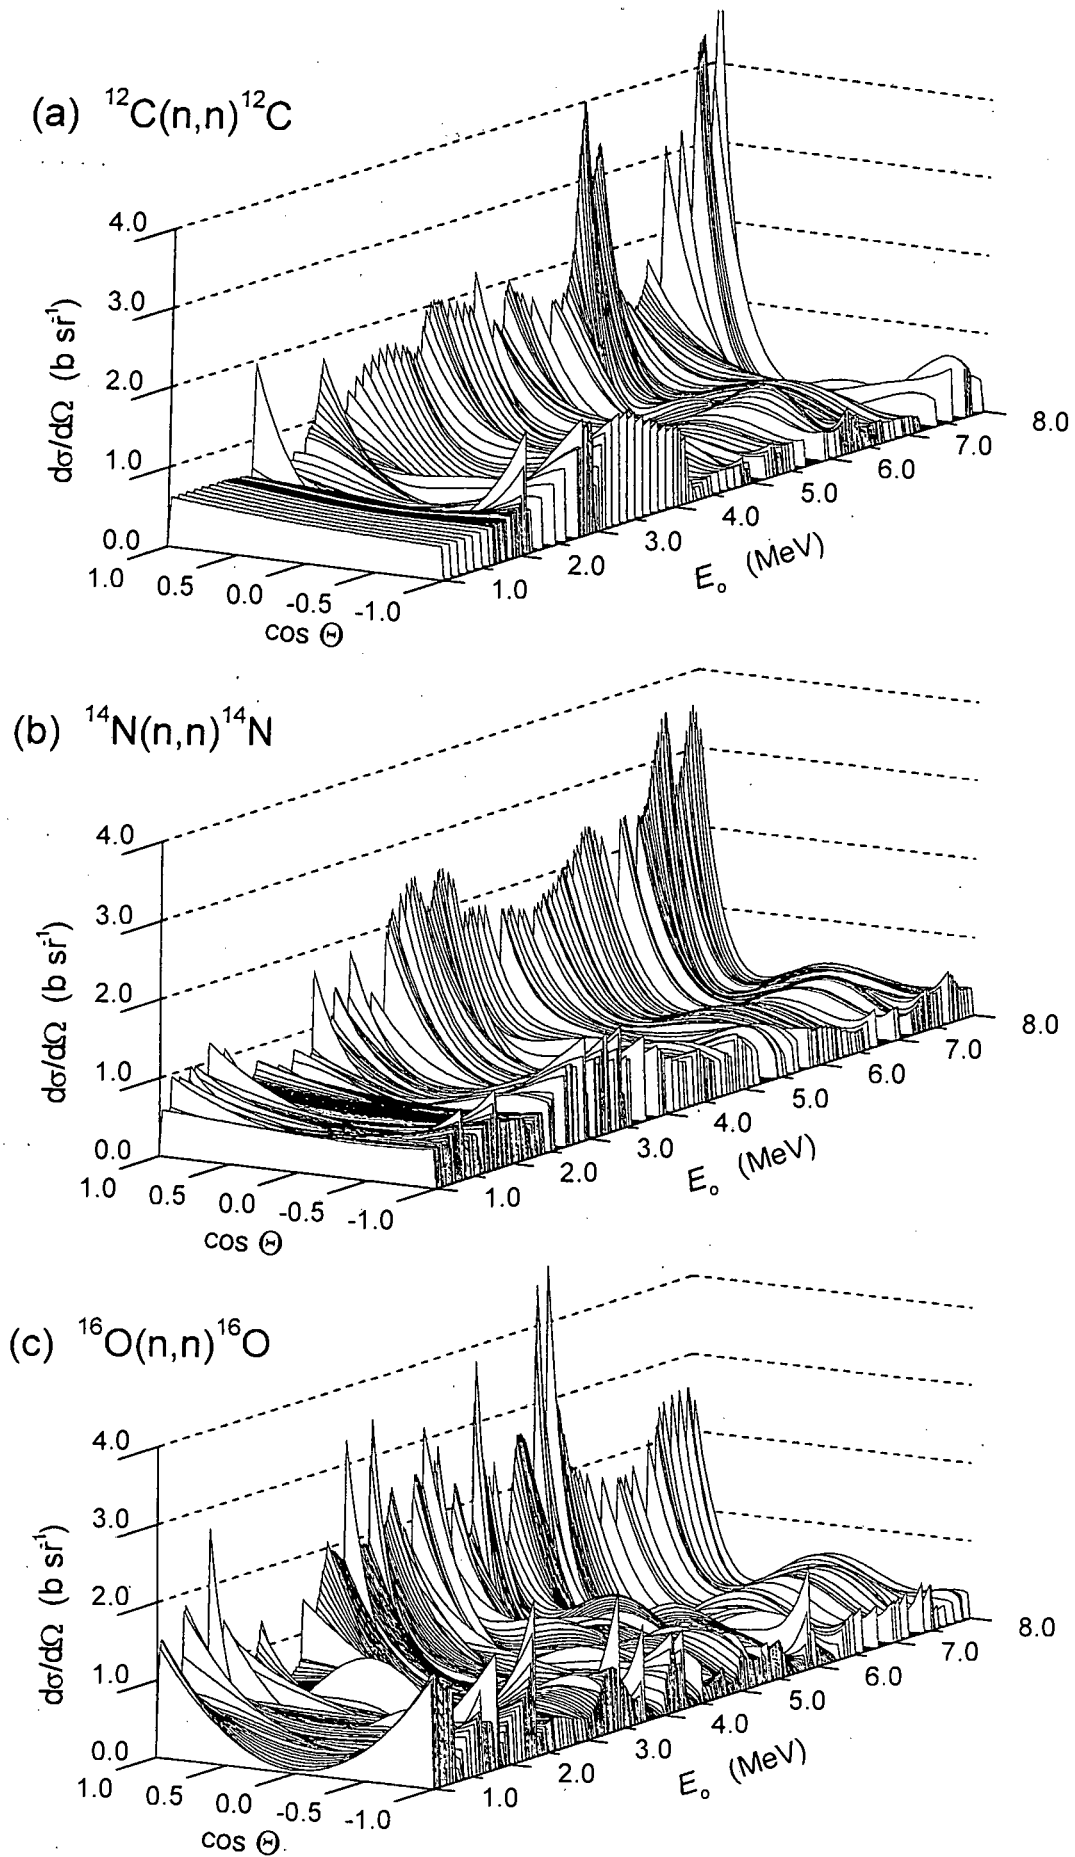 (a) ¹²C(n,n)¹²C
4.0
3.0
2.0
1.0
0.0
dσ/dΩ (b sr⁻¹)
1.0 0.5 0.0 -0.5 -1.0
cos Θ
1.0 2.0 3.0 4.0 5.0 6.0 7.0 8.0
Eₒ (MeV)
(b) ¹⁴N(n,n)¹⁴N
4.0
3.0
2.0
1.0
0.0
dσ/dΩ (b sr⁻¹)
1.0 0.5 0.0 -0.5 -1.0
cos Θ
1.0 2.0 3.0 4.0 5.0 6.0 7.0 8.0
Eₒ (MeV)
(c) ¹⁶O(n,n)¹⁶O
4.0
3.0
2.0
1.0
0.0
dσ/dΩ (b sr⁻¹)
1.0 0.5 0.0 -0.5 -1.0
cos Θ
1.0 2.0 3.0 4.0 5.0 6.0 7.0 8.0
Eₒ (MeV)